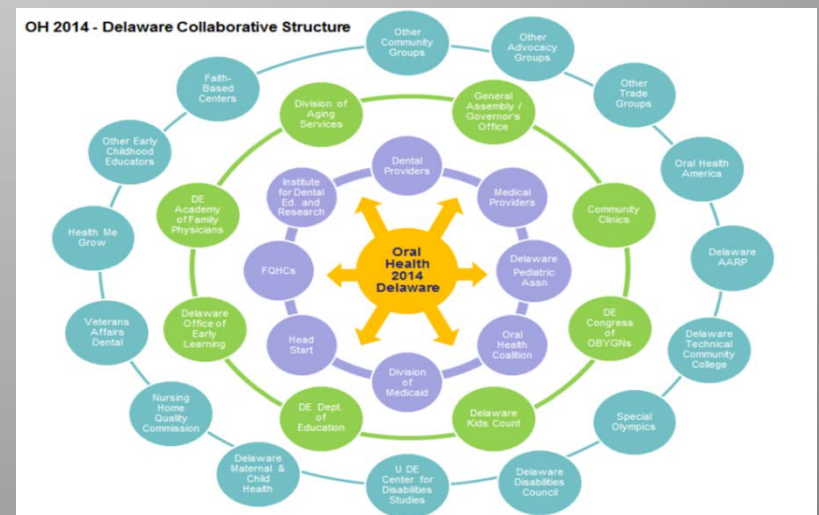 OH 2014 - Delaware Collaborative Structure
Other
Community
Groups
Other
Advocacy
Groups
Other
Trade
Groups
Oral Health
America
Delaware
AARP
Delaware
Technical
Community
College
Special
Olympics
Delaware
Disabilities
Council
U DE
Center for
Disabilities
Studies
Delaware
Maternal &
Child
Health
Nursing
Home
Quality
Commission
Veterans
Affairs
Dental
Health Me
Grow
Other Early
Childhood
Educators
Faith-
Based
Centers
Division of
Aging
Services
General
Assembly /
Governor's
Office
Community
Clinics
DE
Congress
of
OBYGNs
Delaware
Kids Count
DE Dept.
of
Education
Delaware
Office of
Early
Learning
DE
Academy
of Family
Physicians
Dental
Providers
Medical
Providers
Delaware
Pediatric
Assn
Oral
Health
Coalition
Division
of
Medicaid
Head
Start
FQHCs
Institute
for Dental
Ed. and
Research
Oral
Health
2014
Delaware